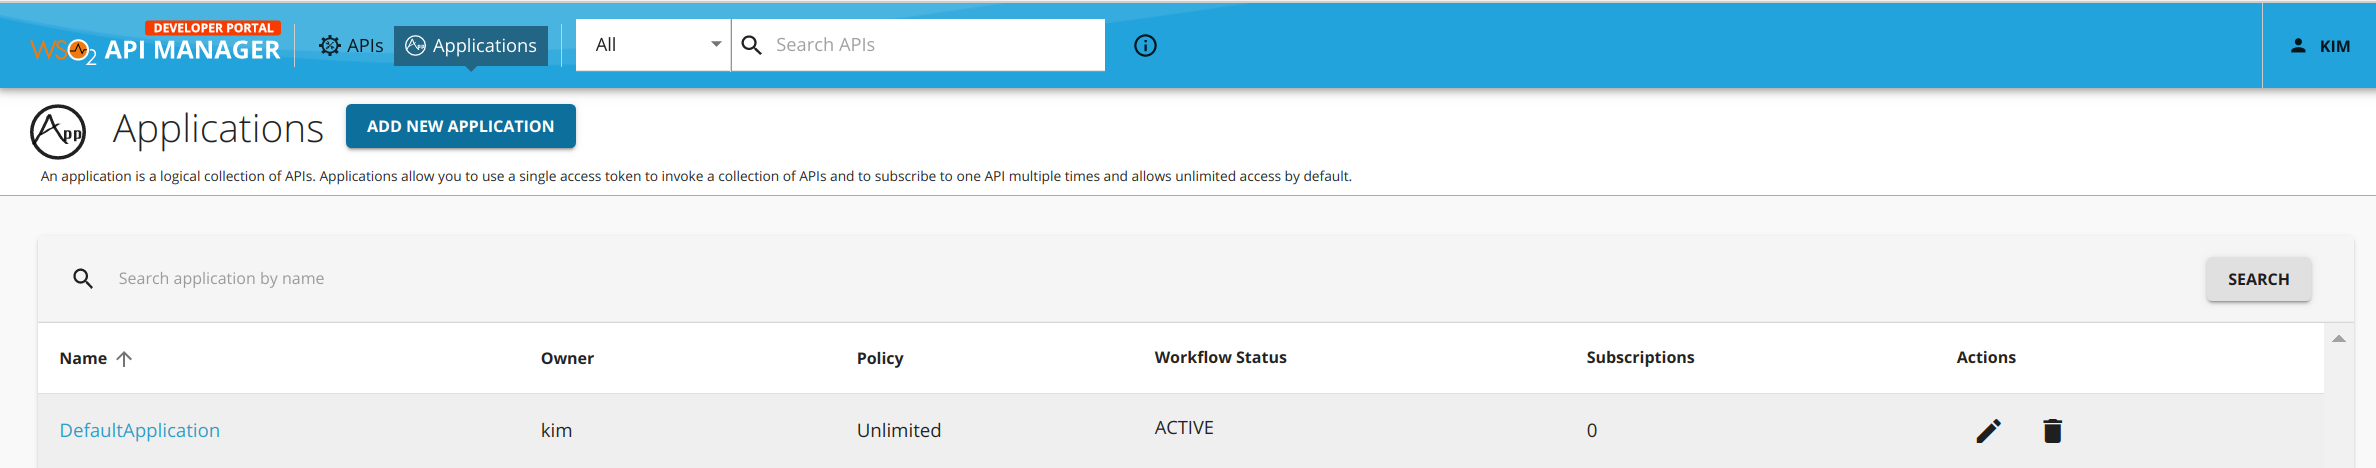 DEVELOPER PORTAL
WSO2 API MANAGER
APIs
App Applications
All
Search APIs
KIM
App Applications
ADD NEW APPLICATION
An application is a logical collection of APIs. Applications allow you to use a single access token to invoke a collection of APIs and to subscribe to one API multiple times and allows unlimited access by default.
Search application by name
SEARCH
Name Owner Policy Workflow Status Subscriptions Actions
DefaultApplication kim Unlimited ACTIVE 0